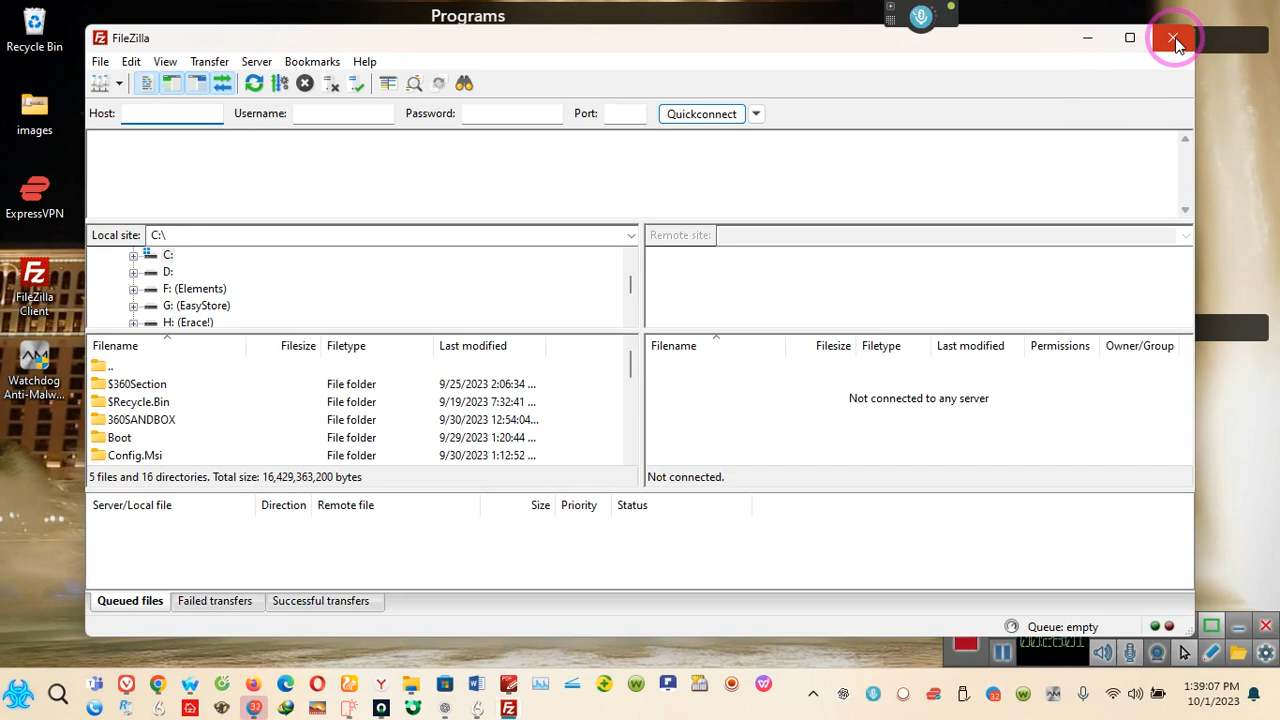 Programs
Recycle Bin
images
ExpressVPN
FileZilla
Client
Watchdog
Anti-Malw...
FileZilla
File Edit View Transfer Server Bookmarks Help
Host: Username: Password: Port: Quickconnect
Local site: C:\
Remote site:
C:
D:
F: (Elements)
G: (EasyStore)
H: (Erace!)
Filename Filesize Filetype Last modified
..
$360Section File folder 9/25/2023 2:06:34 ...
$Recycle.Bin File folder 9/19/2023 7:32:41 ...
360SANDBOX File folder 9/30/2023 12:54:04...
Boot File folder 9/29/2023 1:20:44 ...
Config.Msi File folder 9/30/2023 1:12:52 ...
5 files and 16 directories. Total size: 16,429,363,200 bytes
Filename Filesize Filetype Last modified Permissions Owner/Group
Not connected to any server
Not connected.
Server/Local file Direction Remote file Size Priority Status
Queued files Failed transfers Successful transfers
Queue: empty
1:39:07 PM
10/1/2023